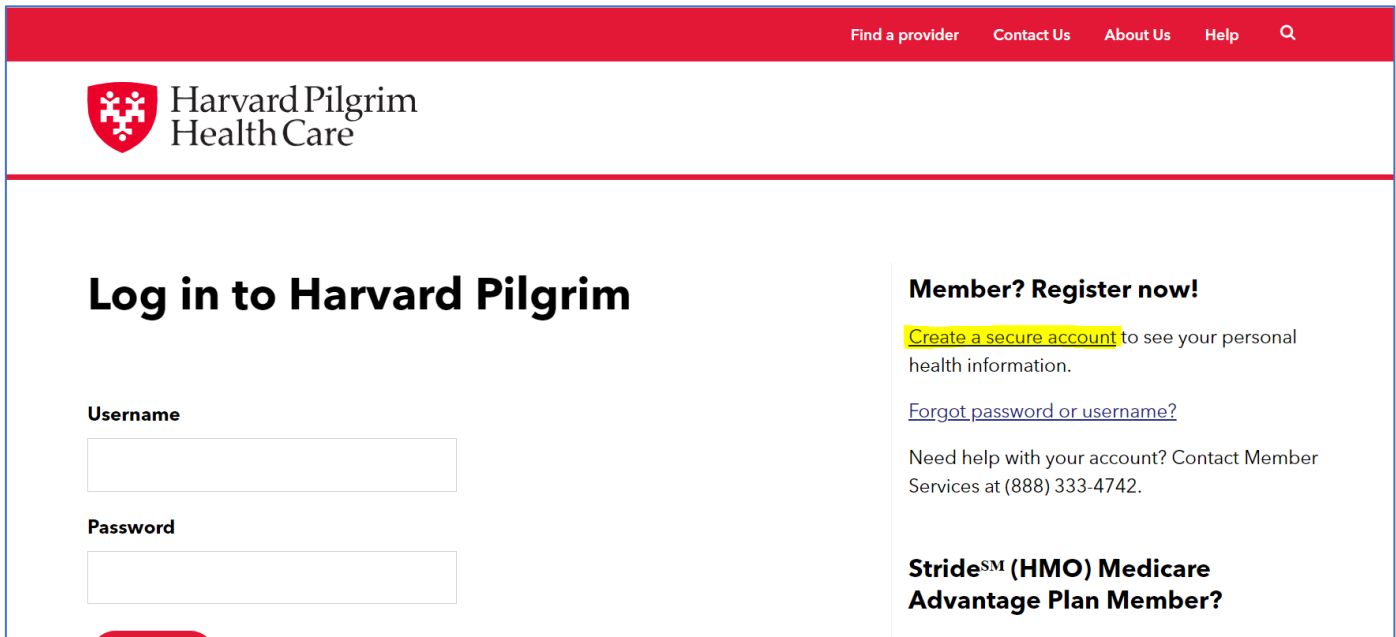 Find a provider Contact Us About Us Help
Harvard Pilgrim
Health Care
Log in to Harvard Pilgrim
Username
Password
Member? Register now!
Create a secure account to see your personal
health information.
Forgot password or username?
Need help with your account? Contact Member
Services at (888) 333-4742.
Stride℠ (HMO) Medicare
Advantage Plan Member?